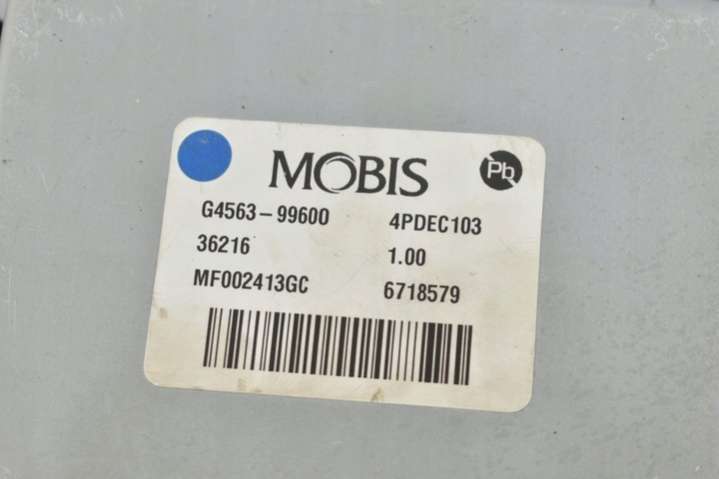 MOBIS
Pb
G4563-99600 4PDEC103
36216 1.00
MF002413GC 6718579